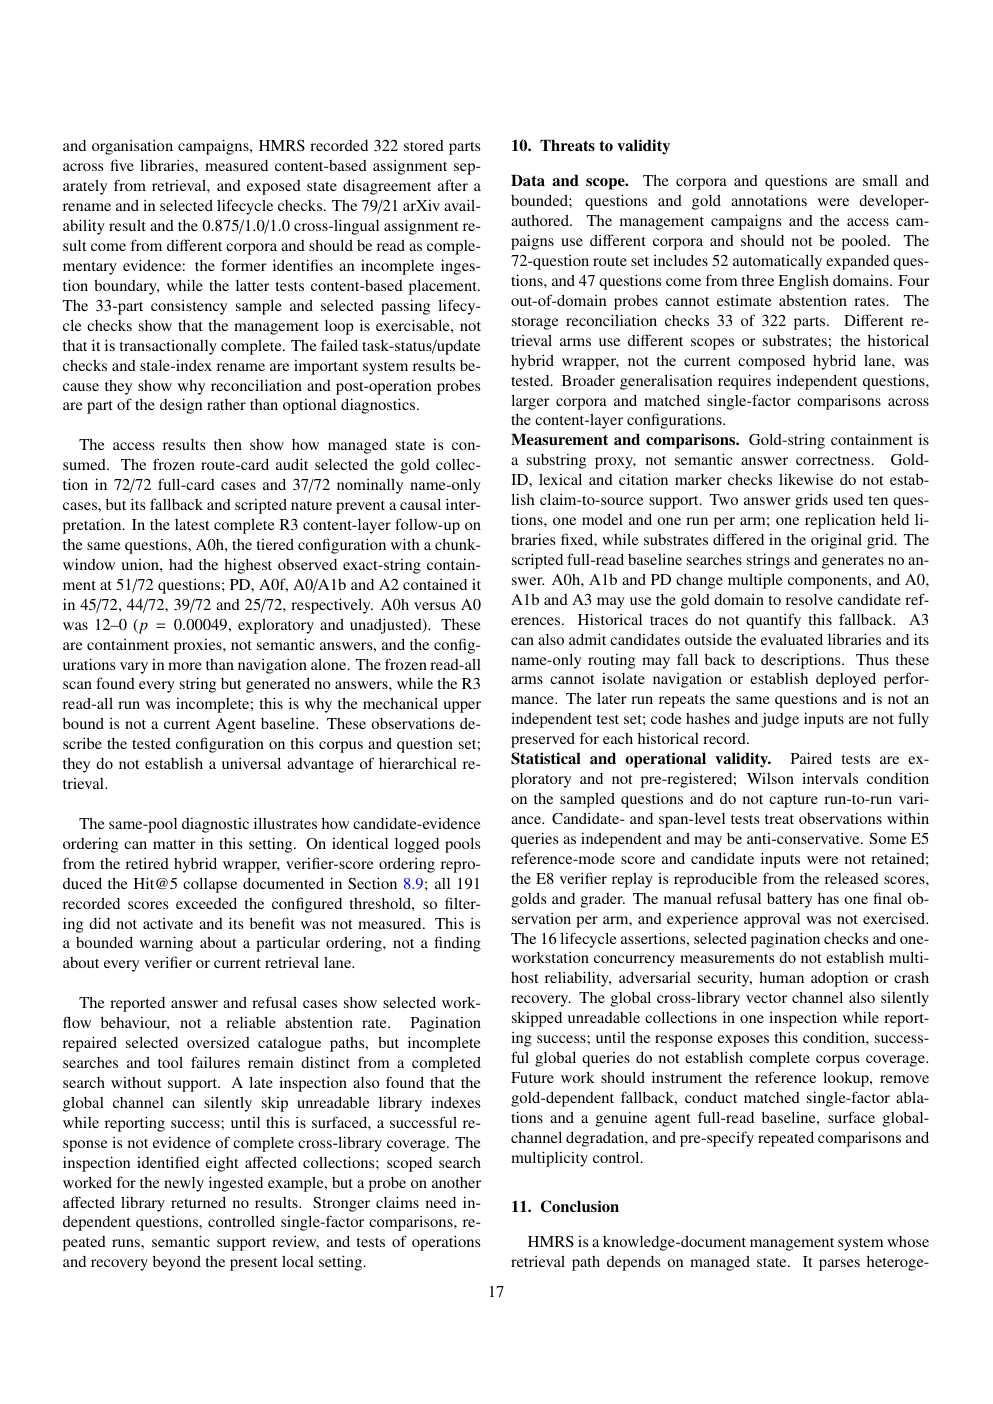 and organisation campaigns, HMRS recorded 322 stored parts
across five libraries, measured content-based assignment sep-
arately from retrieval, and exposed state disagreement after a
rename and in selected lifecycle checks. The 79/21 arXiv avail-
ability result and the 0.875/1.0/1.0 cross-lingual assignment re-
sult come from different corpora and should be read as comple-
mentary evidence: the former identifies an incomplete inges-
tion boundary, while the latter tests content-based placement.
The 33-part consistency sample and selected passing lifecy-
cle checks show that the management loop is exercisable, not
that it is transactionally complete. The failed task-status/update
checks and stale-index rename are important system results be-
cause they show why reconciliation and post-operation probes
are part of the design rather than optional diagnostics.
The access results then show how managed state is con-
sumed. The frozen route-card audit selected the gold collec-
tion in 72/72 full-card cases and 37/72 nominally name-only
cases, but its fallback and scripted nature prevent a causal inter-
pretation. In the latest complete R3 content-layer follow-up on
the same questions, A0h, the tiered configuration with a chunk-
window union, had the highest observed exact-string contain-
ment at 51/72 questions; PD, A0f, A0/A1b and A2 contained it
in 45/72, 44/72, 39/72 and 25/72, respectively. A0h versus A0
was 12–0 (p = 0.00049, exploratory and unadjusted). These
are containment proxies, not semantic answers, and the config-
urations vary in more than navigation alone. The frozen read-all
scan found every string but generated no answers, while the R3
read-all run was incomplete; this is why the mechanical upper
bound is not a current Agent baseline. These observations de-
scribe the tested configuration on this corpus and question set;
they do not establish a universal advantage of hierarchical re-
trieval.
The same-pool diagnostic illustrates how candidate-evidence
ordering can matter in this setting. On identical logged pools
from the retired hybrid wrapper, verifier-score ordering repro-
duced the Hit@5 collapse documented in Section 8.9; all 191
recorded scores exceeded the configured threshold, so filter-
ing did not activate and its benefit was not measured. This is
a bounded warning about a particular ordering, not a finding
about every verifier or current retrieval lane.
The reported answer and refusal cases show selected work-
flow behaviour, not a reliable abstention rate. Pagination
repaired selected oversized catalogue paths, but incomplete
searches and tool failures remain distinct from a completed
search without support. A late inspection also found that the
global channel can silently skip unreadable library indexes
while reporting success; until this is surfaced, a successful re-
sponse is not evidence of complete cross-library coverage. The
inspection identified eight affected collections; scoped search
worked for the newly ingested example, but a probe on another
affected library returned no results. Stronger claims need in-
dependent questions, controlled single-factor comparisons, re-
peated runs, semantic support review, and tests of operations
and recovery beyond the present local setting.
10. Threats to validity
Data and scope. The corpora and questions are small and
bounded; questions and gold annotations were developer-
authored. The management campaigns and the access cam-
paigns use different corpora and should not be pooled. The
72-question route set includes 52 automatically expanded ques-
tions, and 47 questions come from three English domains. Four
out-of-domain probes cannot estimate abstention rates. The
storage reconciliation checks 33 of 322 parts. Different re-
trieval arms use different scopes or substrates; the historical
hybrid wrapper, not the current composed hybrid lane, was
tested. Broader generalisation requires independent questions,
larger corpora and matched single-factor comparisons across
the content-layer configurations.
Measurement and comparisons. Gold-string containment is
a substring proxy, not semantic answer correctness. Gold-
ID, lexical and citation marker checks likewise do not estab-
lish claim-to-source support. Two answer grids used ten ques-
tions, one model and one run per arm; one replication held li-
braries fixed, while substrates differed in the original grid. The
scripted full-read baseline searches strings and generates no an-
swer. A0h, A1b and PD change multiple components, and A0,
A1b and A3 may use the gold domain to resolve candidate ref-
erences. Historical traces do not quantify this fallback. A3
can also admit candidates outside the evaluated libraries and its
name-only routing may fall back to descriptions. Thus these
arms cannot isolate navigation or establish deployed perfor-
mance. The later run repeats the same questions and is not an
independent test set; code hashes and judge inputs are not fully
preserved for each historical record.
Statistical and operational validity. Paired tests are ex-
ploratory and not pre-registered; Wilson intervals condition
on the sampled questions and do not capture run-to-run vari-
ance. Candidate- and span-level tests treat observations within
queries as independent and may be anti-conservative. Some E5
reference-mode score and candidate inputs were not retained;
the E8 verifier replay is reproducible from the released scores,
golds and grader. The manual refusal battery has one final ob-
servation per arm, and experience approval was not exercised.
The 16 lifecycle assertions, selected pagination checks and one-
workstation concurrency measurements do not establish multi-
host reliability, adversarial security, human adoption or crash
recovery. The global cross-library vector channel also silently
skipped unreadable collections in one inspection while report-
ing success; until the response exposes this condition, success-
ful global queries do not establish complete corpus coverage.
Future work should instrument the reference lookup, remove
gold-dependent fallback, conduct matched single-factor abla-
tions and a genuine agent full-read baseline, surface global-
channel degradation, and pre-specify repeated comparisons and
multiplicity control.
11. Conclusion
HMRS is a knowledge-document management system whose
retrieval path depends on managed state. It parses heteroge-
17